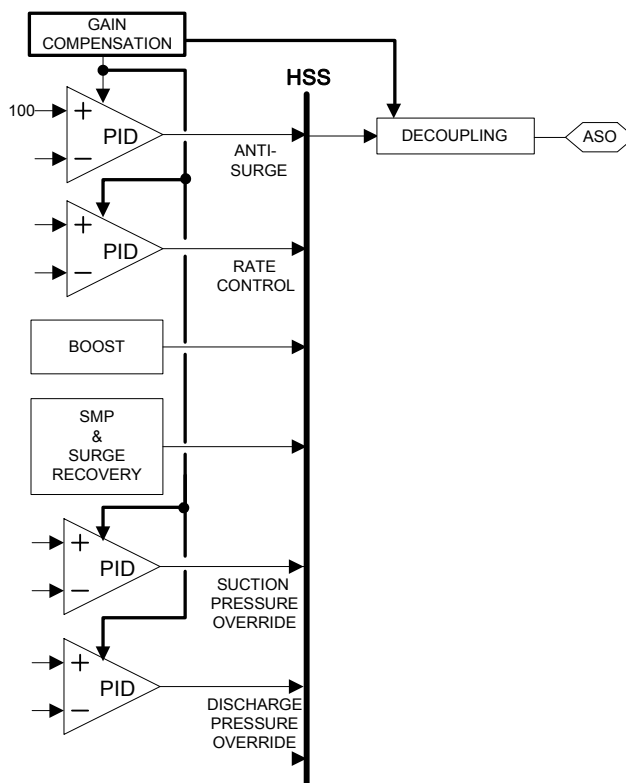 GAIN
COMPENSATION
HSS
100
+
PID
−
ANTI-
SURGE
DECOUPLING
ASO
+
PID
−
RATE
CONTROL
BOOST
SMP
&
SURGE
RECOVERY
+
PID
−
SUCTION
PRESSURE
OVERRIDE
+
PID
−
DISCHARGE
PRESSURE
OVERRIDE